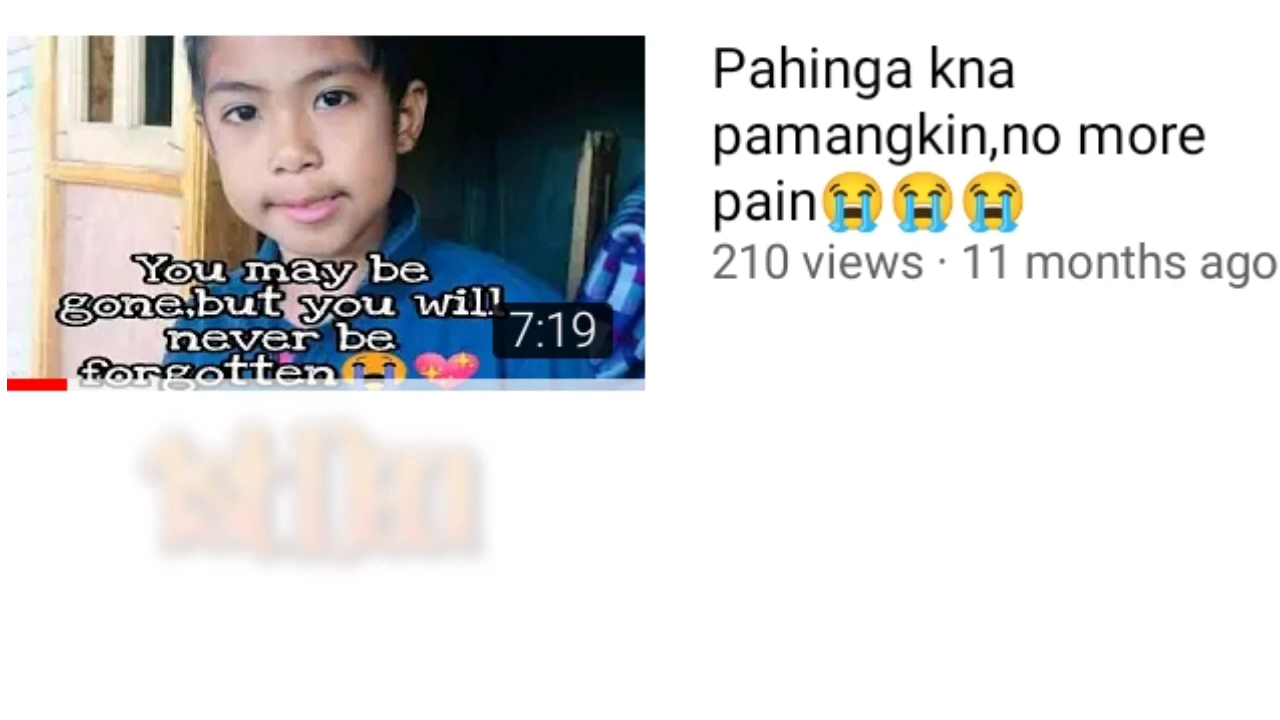 You may be
gone,but you will
never be
forgotten😭💖
7:19
Pahinga kna
pamangkin,no more
pain😭😭😭
210 views · 11 months ago